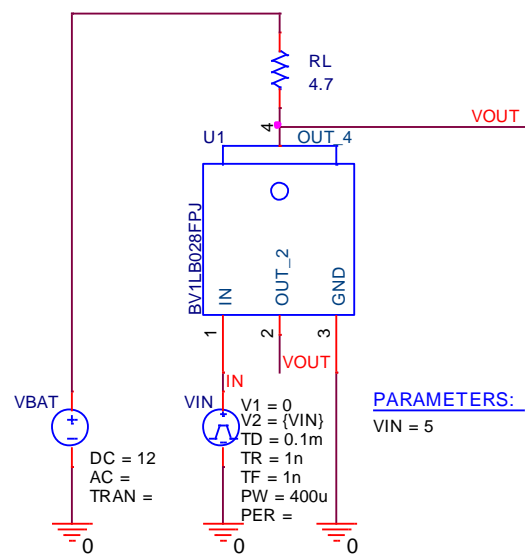 RL
4.7
4
VOUT
U1
OUT_4
BV1LB028FPJ
IN
OUT_2
GND
1
2
3
VOUT
IN
VBAT
VIN
V1 = 0
V2 = {VIN}
TD = 0.1m
TR = 1n
TF = 1n
PW = 400u
PER =
DC = 12
AC =
TRAN =
PARAMETERS:
VIN = 5
0
0
0